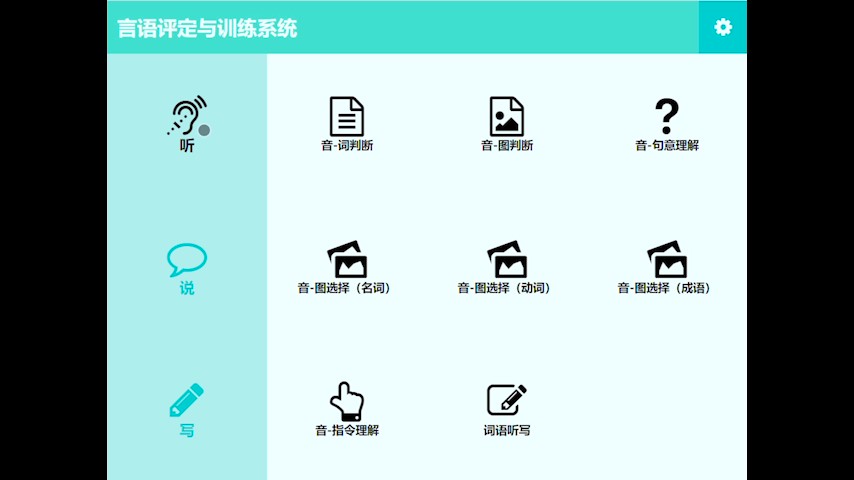 言语评定与训练系统
听
音-词判断
音-图判断
音-句意理解
说
音-图选择（名词）
音-图选择（动词）
音-图选择（成语）
写
音-指令理解
词语听写